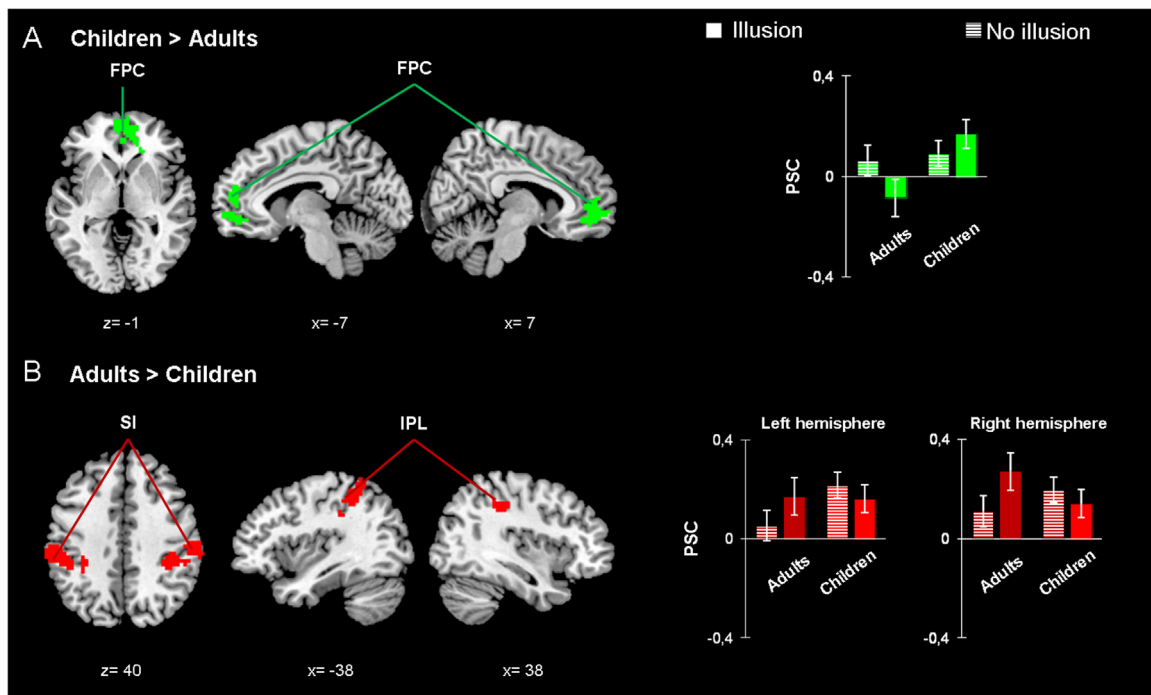 A Children > Adults
FPC
FPC
z= -1
x= -7
x= 7
Illusion
No illusion
0,4
PSC
0
-0,4
Adults
Children
B Adults > Children
SI
IPL
z= 40
x= -38
x= 38
Left hemisphere
0,4
PSC
0
-0,4
Adults
Children
Right hemisphere
0,4
0
-0,4
Adults
Children